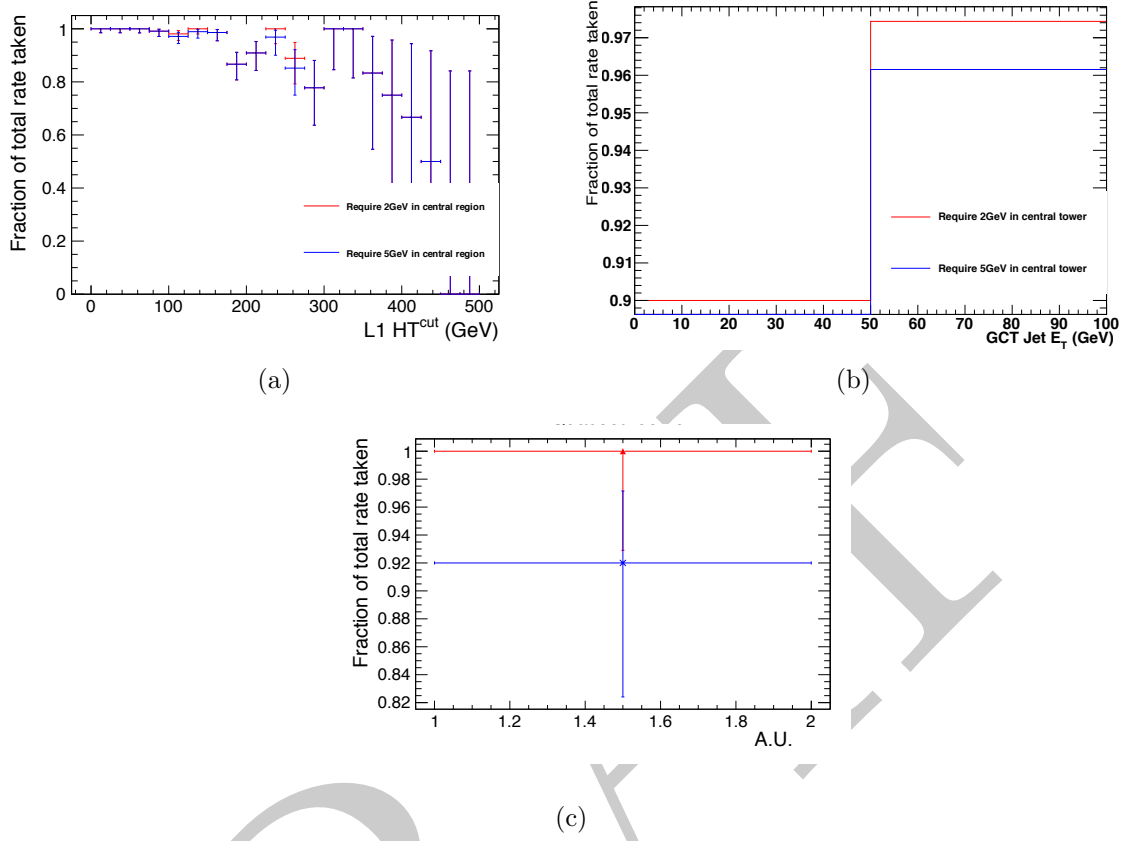 Fraction of total rate taken
1
0.8
0.6
0.4
0.2
0
Require 2GeV in central region
Require 5GeV in central region
0 100 200 300 400 500
L1 HT^cut (GeV)
(a)
Fraction of total rate taken
0.97
0.96
0.95
0.94
0.93
0.92
0.91
0.9
Require 2GeV in central tower
Require 5GeV in central tower
0 10 20 30 40 50 60 70 80 90 100
GCT Jet E_T (GeV)
(b)
Fraction of total rate taken
1
0.98
0.96
0.94
0.92
0.9
0.88
0.86
0.84
0.82
1 1.2 1.4 1.6 1.8 2
A.U.
(c)